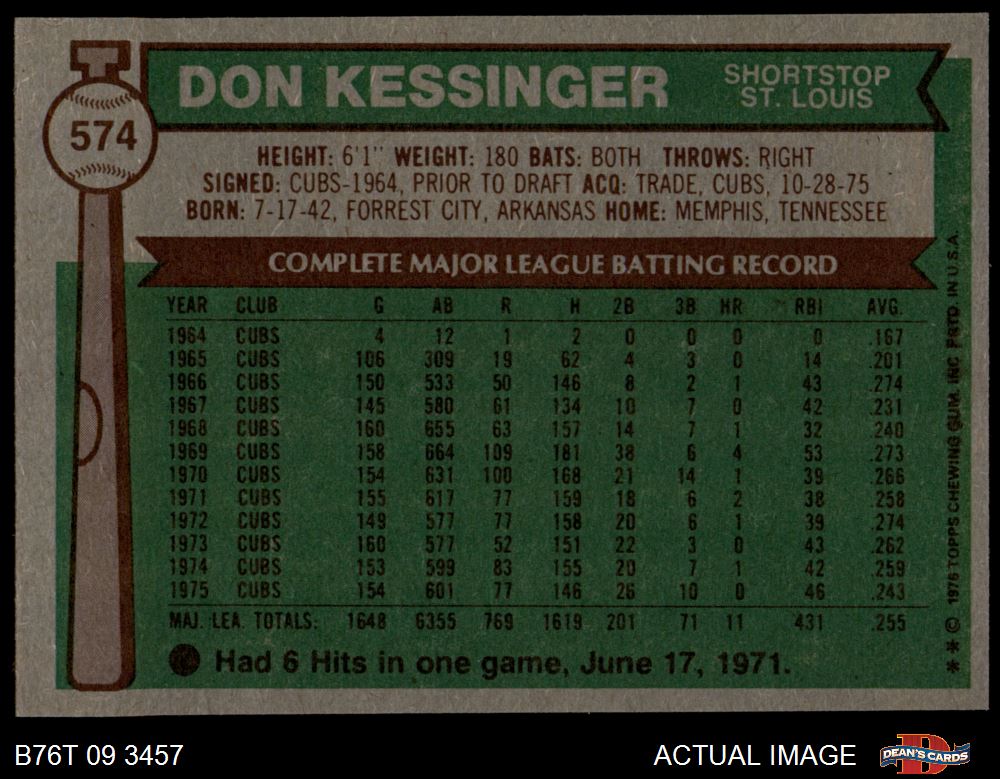 574
DON KESSINGER
SHORTSTOP
ST. LOUIS
HEIGHT: 6'1" WEIGHT: 180 BATS: BOTH THROWS: RIGHT
SIGNED: CUBS-1964, PRIOR TO DRAFT ACQ: TRADE, CUBS, 10-28-75
BORN: 7-17-42, FORREST CITY, ARKANSAS HOME: MEMPHIS, TENNESSEE
COMPLETE MAJOR LEAGUE BATTING RECORD
YEAR CLUB G AB R H 2B 3B HR RBI AVG.
1964 CUBS 4 12 1 2 0 0 0 0 .167
1965 CUBS 106 309 19 62 4 3 0 14 .201
1966 CUBS 150 533 50 146 8 2 1 43 .274
1967 CUBS 145 580 61 134 10 7 0 42 .231
1968 CUBS 160 655 63 157 14 7 1 32 .240
1969 CUBS 158 664 109 181 38 6 4 53 .273
1970 CUBS 154 631 100 168 21 14 1 39 .266
1971 CUBS 155 617 77 159 18 6 2 38 .258
1972 CUBS 149 577 77 158 20 6 1 39 .274
1973 CUBS 160 577 52 151 22 3 0 43 .262
1974 CUBS 153 599 83 155 20 7 1 42 .259
1975 CUBS 154 601 77 146 26 10 0 46 .243
MAJ. LEA. TOTALS: 1648 6355 769 1619 201 71 11 431 .255
Had 6 Hits in one game, June 17, 1971.
** © 1976 TOPPS CHEWING GUM, INC. PRTD. IN U.S.A.
B76T 09 3457
ACTUAL IMAGE
D
DEAN'S CARDS